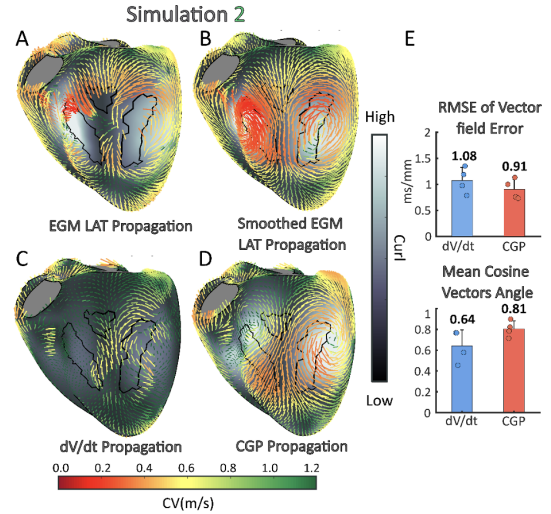 Simulation 2
A
B
E
EGM LAT Propagation
Smoothed EGM
LAT Propagation
High
Curl
Low
C
D
dV/dt Propagation
CGP Propagation
0.0 0.2 0.4 0.6 0.8 1.0 1.2
CV(m/s)
RMSE of Vector
field Error
2
1.5
1
0.5
0
ms/mm
1.08
0.91
dV/dt CGP
Mean Cosine
Vectors Angle
1
0.8
0.6
0.4
0.2
0
0.64
0.81
dV/dt CGP